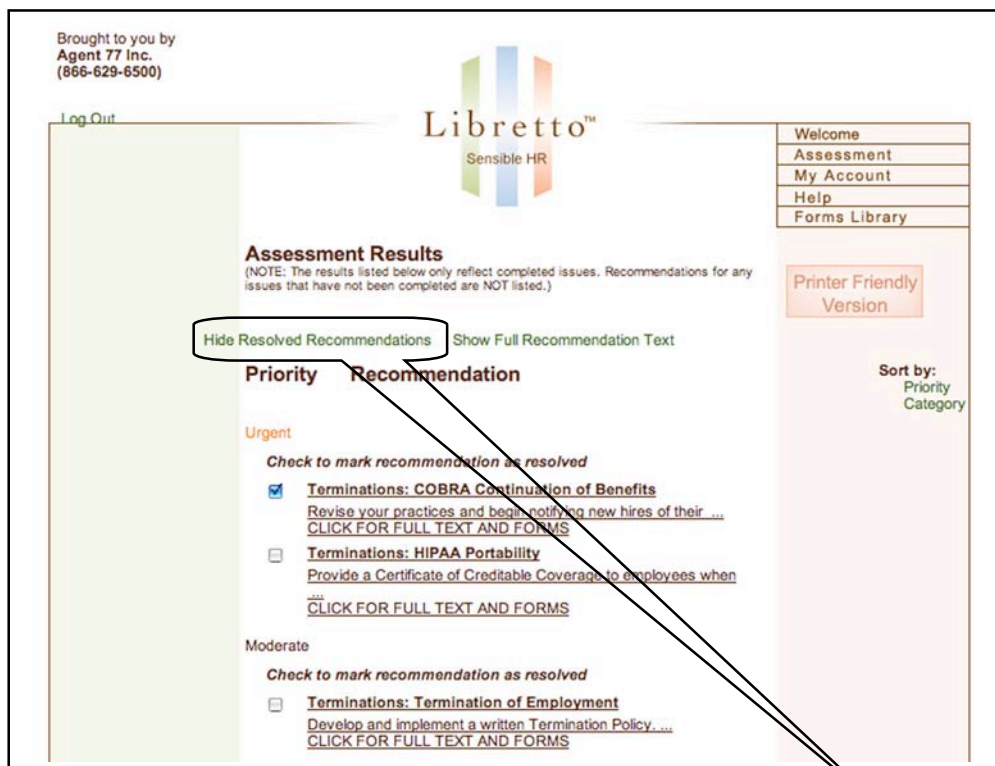 Brought to you by
Agent 77 Inc.
(866-629-6500)
Log Out
Libretto™
Sensible HR
Welcome
Assessment
My Account
Help
Forms Library
Assessment Results
(NOTE: The results listed below only reflect completed issues. Recommendations for any
issues that have not been completed are NOT listed.)
Printer Friendly
Version
Hide Resolved Recommendations Show Full Recommendation Text
Priority Recommendation
Sort by:
Priority
Category
Urgent
Check to mark recommendation as resolved
Terminations: COBRA Continuation of Benefits
Revise your practices and begin notifying new hires of their ...
CLICK FOR FULL TEXT AND FORMS
Terminations: HIPAA Portability
Provide a Certificate of Creditable Coverage to employees when
...
CLICK FOR FULL TEXT AND FORMS
Moderate
Check to mark recommendation as resolved
Terminations: Termination of Employment
Develop and implement a written Termination Policy. ...
CLICK FOR FULL TEXT AND FORMS